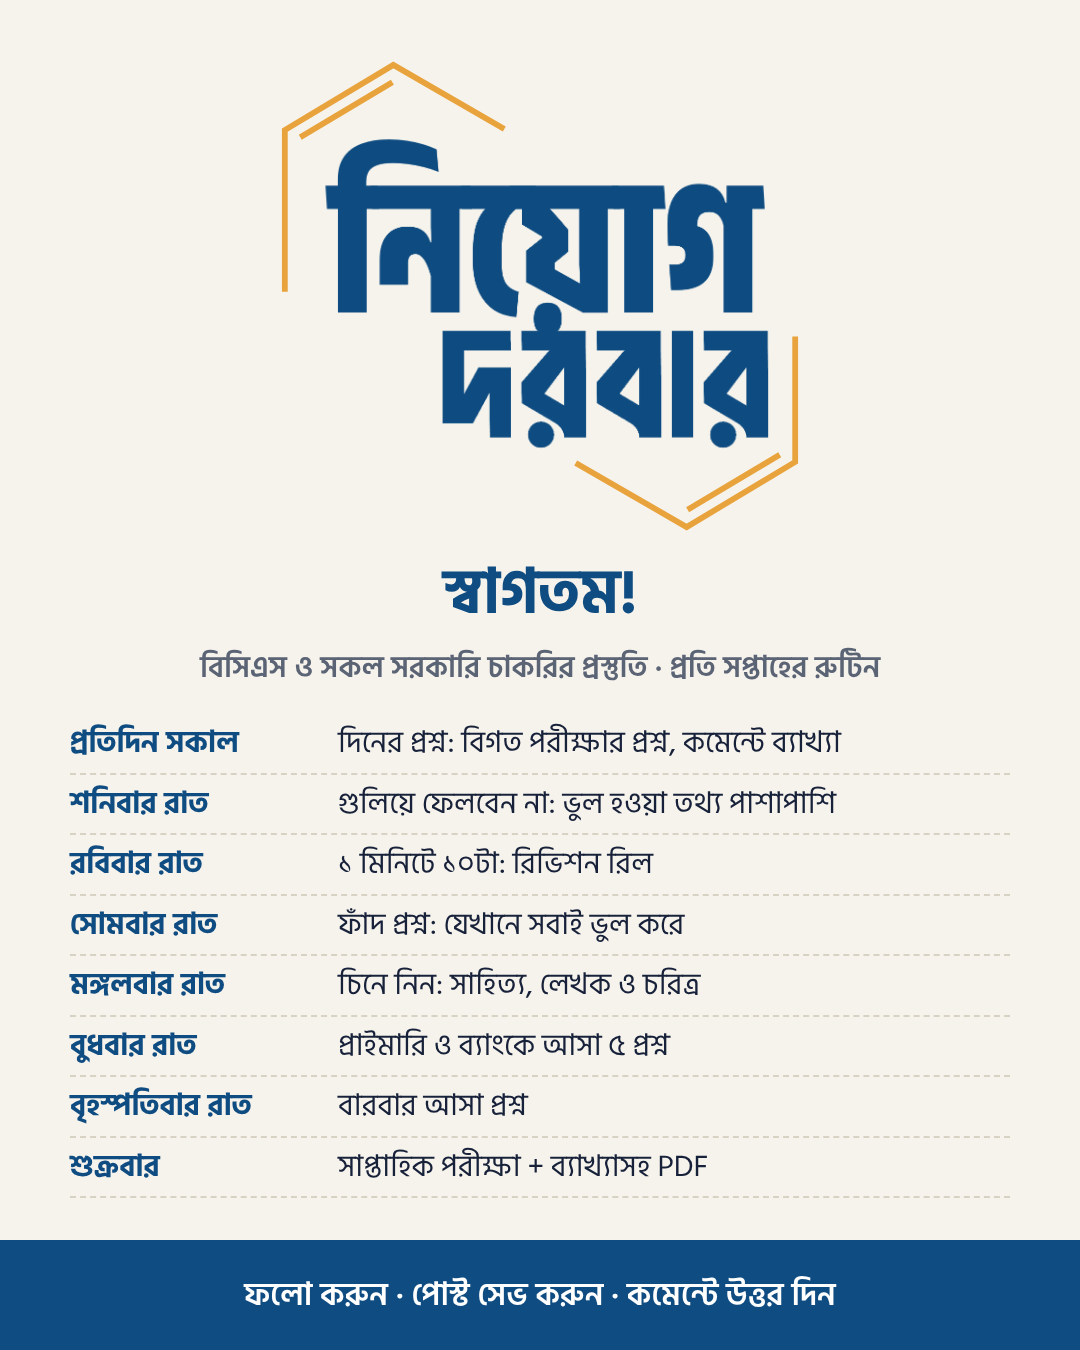 নিয়োগ
দরবার
স্বাগতম!
বিসিএস ও সকল সরকারি চাকরির প্রস্তুতি · প্রতি সপ্তাহের রুটিন
প্রতিদিন সকাল দিনের প্রশ্ন: বিগত পরীক্ষার প্রশ্ন, কমেন্টে ব্যাখ্যা
শনিবার রাত গুলিয়ে ফেলবেন না: ভুল হওয়া তথ্য পাশাপাশি
রবিবার রাত ১ মিনিটে ১০টা: রিভিশন রিল
সোমবার রাত ফাঁদ প্রশ্ন: যেখানে সবাই ভুল করে
মঙ্গলবার রাত চিনে নিন: সাহিত্য, লেখক ও চরিত্র
বুধবার রাত প্রাইমারি ও ব্যাংকে আসা ৫ প্রশ্ন
বৃহস্পতিবার রাত বারবার আসা প্রশ্ন
শুক্রবার সাপ্তাহিক পরীক্ষা + ব্যাখ্যাসহ PDF
ফলো করুন · পোস্ট সেভ করুন · কমেন্টে উত্তর দিন